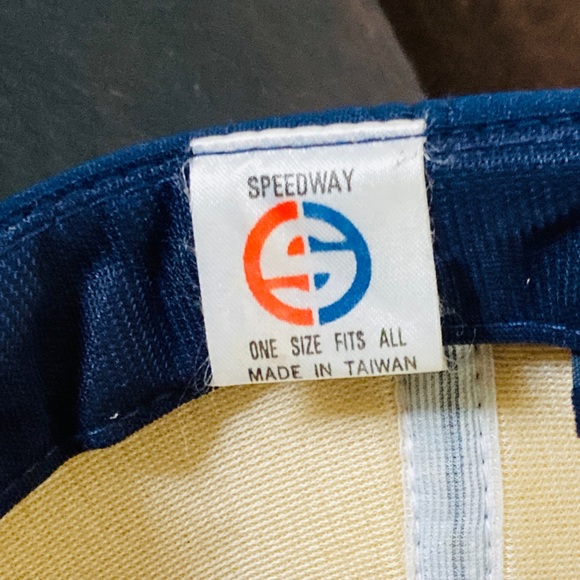 SPEEDWAY
S
ONE SIZE FITS ALL
MADE IN TAIWAN